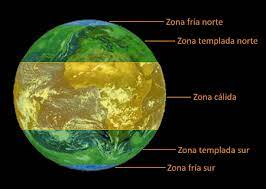 Zona fría norte
Zona templada norte
Zona cálida
Zona templada sur
Zona fría sur